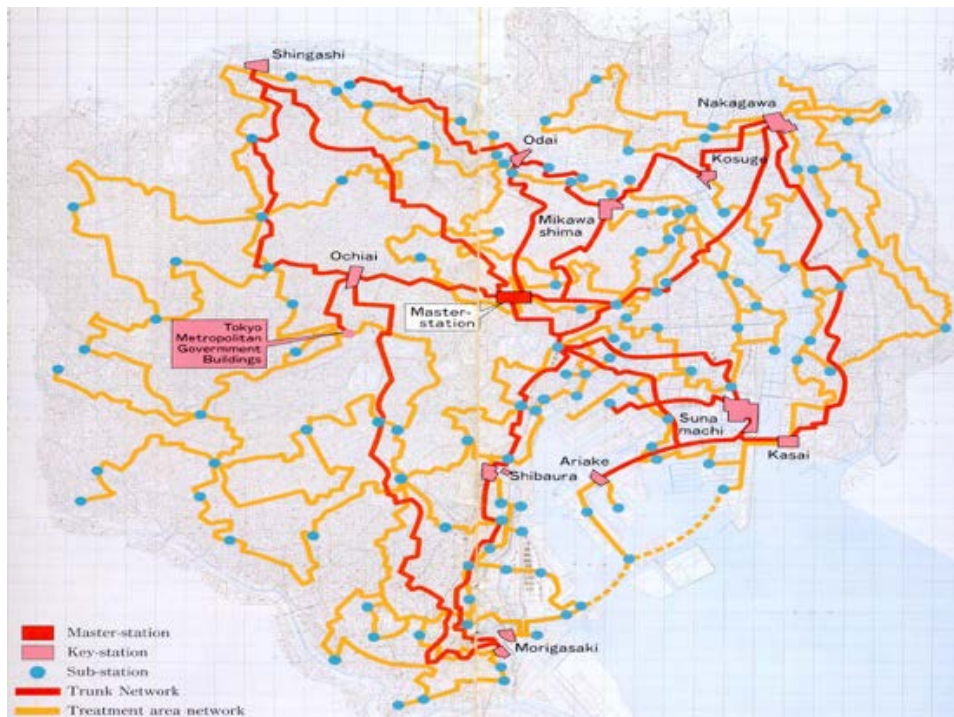 Shingashi
Nakagawa
Odai
Kosuge
Mikawa
shima
Ochiai
Master-
station
Tokyo
Metropolitan
Government
Buildings
Suna
machi
Kasai
Ariake
Shibaura
Morigasaki
Master-station
Key-station
Sub-station
Trunk Network
Treatment area network